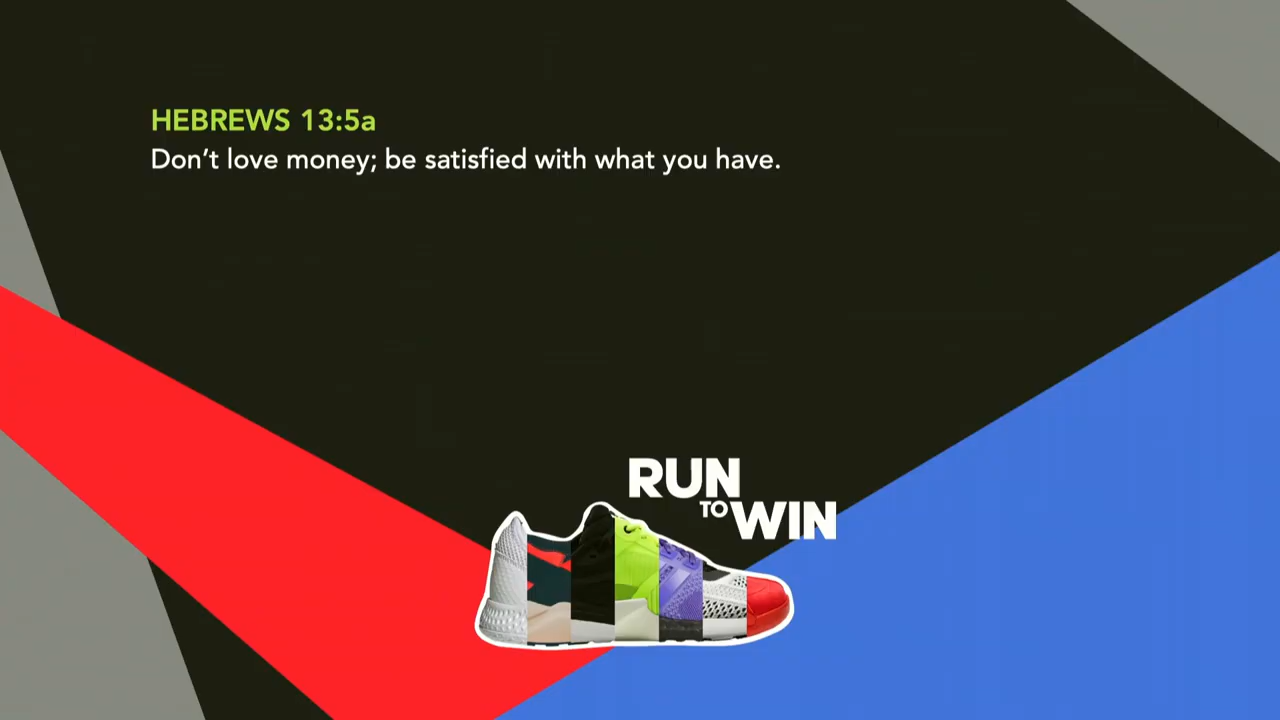 HEBREWS 13:5a
Don’t love money; be satisfied with what you have.
RUN
TO WIN